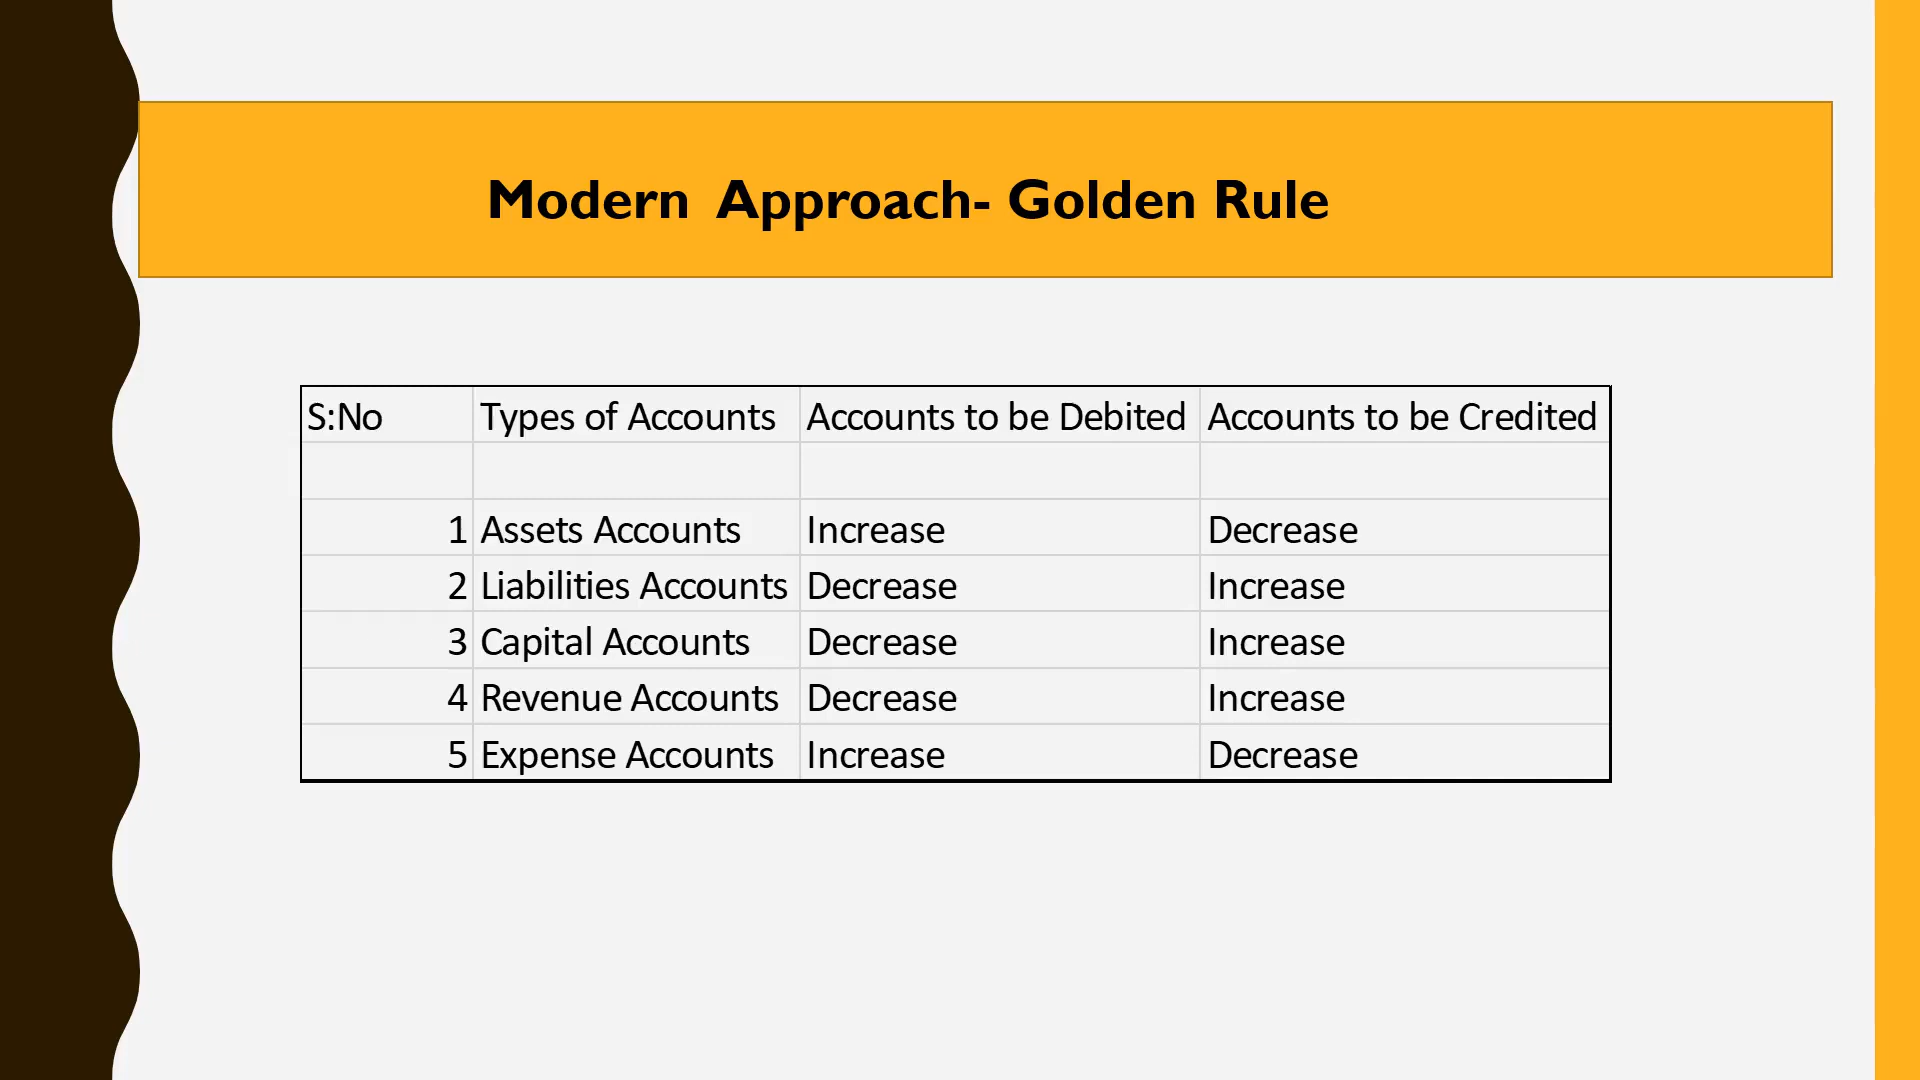 Modern Approach- Golden Rule
S:No Types of Accounts Accounts to be Debited Accounts to be Credited
1 Assets Accounts Increase Decrease
2 Liabilities Accounts Decrease Increase
3 Capital Accounts Decrease Increase
4 Revenue Accounts Decrease Increase
5 Expense Accounts Increase Decrease